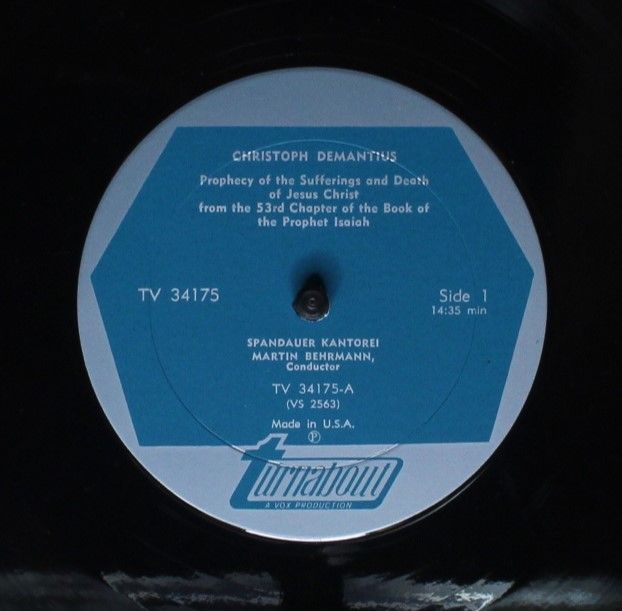 CHRISTOPH DEMANTIUS
Prophecy of the Sufferings and Death
of Jesus Christ
from the 53rd Chapter of the Book of
the Prophet Isaiah
TV 34175
Side 1
14:35 min
SPANDAUER KANTOREI
MARTIN BEHRMANN,
Conductor
TV 34175-A
(VS 2563)
Made in U.S.A.
Ⓟ
turnabout
A VOX PRODUCTION